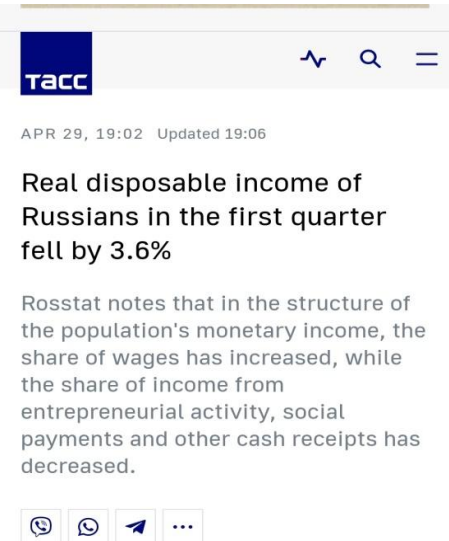 тасс
APR 29, 19:02 Updated 19:06
Real disposable income of
Russians in the first quarter
fell by 3.6%
Rosstat notes that in the structure of
the population's monetary income, the
share of wages has increased, while
the share of income from
entrepreneurial activity, social
payments and other cash receipts has
decreased.